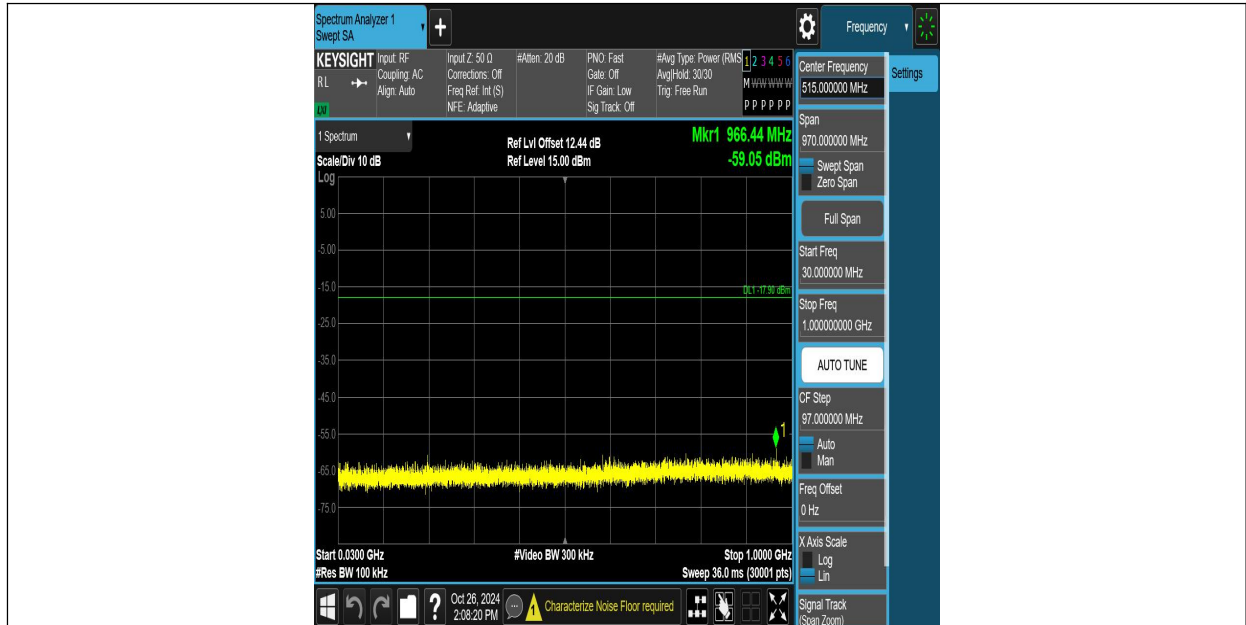 Spectrum Analyzer 1
Swept SA
+
Frequency
KEYSIGHT
RL
LXI
Input: RF
Coupling: AC
Align: Auto
Input Z: 50 Ω
Corrections: Off
Freq Ref: Int (S)
NFE: Adaptive
#Atten: 20 dB
PNO: Fast
Gate: Off
IF Gain: Low
Sig Track: Off
#Avg Type: Power (RMS
Avg|Hold: 30/30
Trig: Free Run
1 2 3 4 5 6
M W W W W W
P P P P P P
1 Spectrum
Scale/Div 10 dB
Ref Lvl Offset 12.44 dB
Ref Level 15.00 dBm
Mkr1 966.44 MHz
-59.05 dBm
Log
5.00
-5.00
-15.0
DL1 -17.90 dBm
-25.0
-35.0
-45.0
-55.0
1
-65.0
-75.0
Start 0.0300 GHz
#Res BW 100 kHz
#Video BW 300 kHz
Stop 1.0000 GHz
Sweep 36.0 ms (30001 pts)
?
Oct 26, 2024
2:08:20 PM
1
Characterize Noise Floor required
Center Frequency
515.000000 MHz
Settings
Span
970.000000 MHz
Swept Span
Zero Span
Full Span
Start Freq
30.000000 MHz
Stop Freq
1.000000000 GHz
AUTO TUNE
CF Step
97.000000 MHz
Auto
Man
Freq Offset
0 Hz
X Axis Scale
Log
Lin
Signal Track
(Span Zoom)